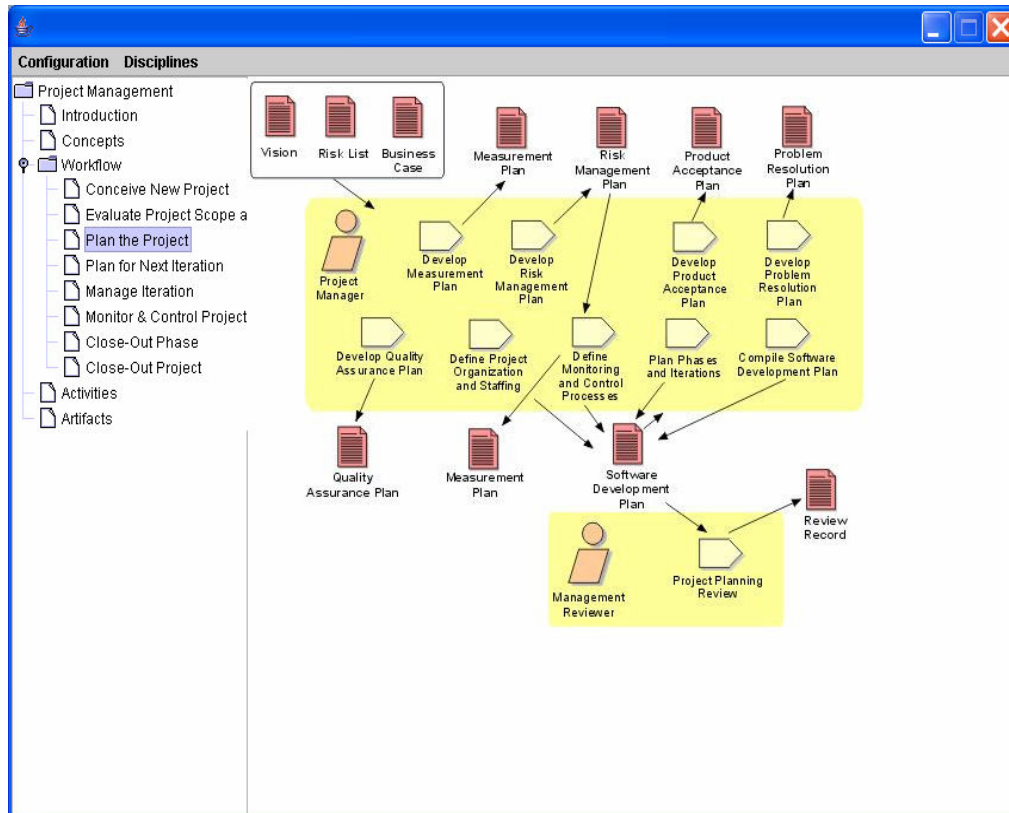 Configuration Disciplines
Project Management
Introduction
Concepts
Workflow
Conceive New Project
Evaluate Project Scope a
Plan the Project
Plan for Next Iteration
Manage Iteration
Monitor & Control Project
Close-Out Phase
Close-Out Project
Activities
Artifacts
Vision
Risk List
Business
Case
Measurement
Plan
Risk
Management
Plan
Product
Acceptance
Plan
Problem
Resolution
Plan
Project
Manager
Develop
Measurement
Plan
Develop
Risk
Management Plan
Develop
Product
Acceptance
Plan
Develop
Problem
Resolution
Plan
Develop Quality
Assurance Plan
Define Project
Organization
and Staffing
Define
Monitoring
and Control
Processes
Plan Phases
and Iterations
Compile Software
Development Plan
Quality
Assurance Plan
Measurement
Plan
Software
Development
Plan
Review
Record
Management
Reviewer
Project Planning
Review